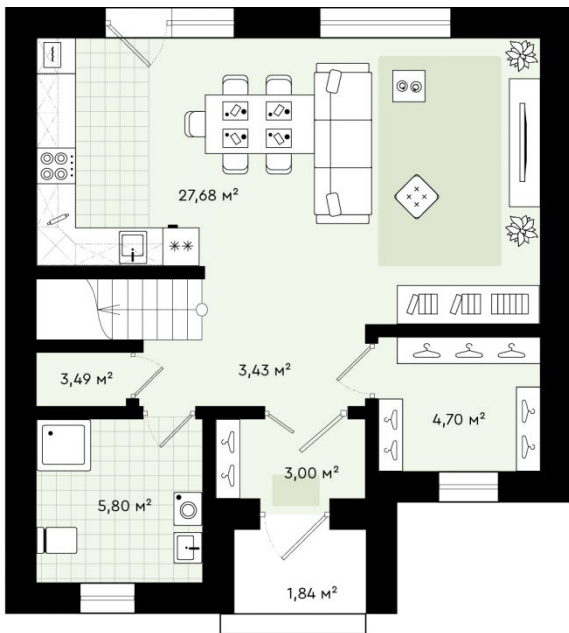 27,68 м²
3,49 м²
3,43 м²
4,70 м²
3,00 м²
5,80 м²
1,84 м²